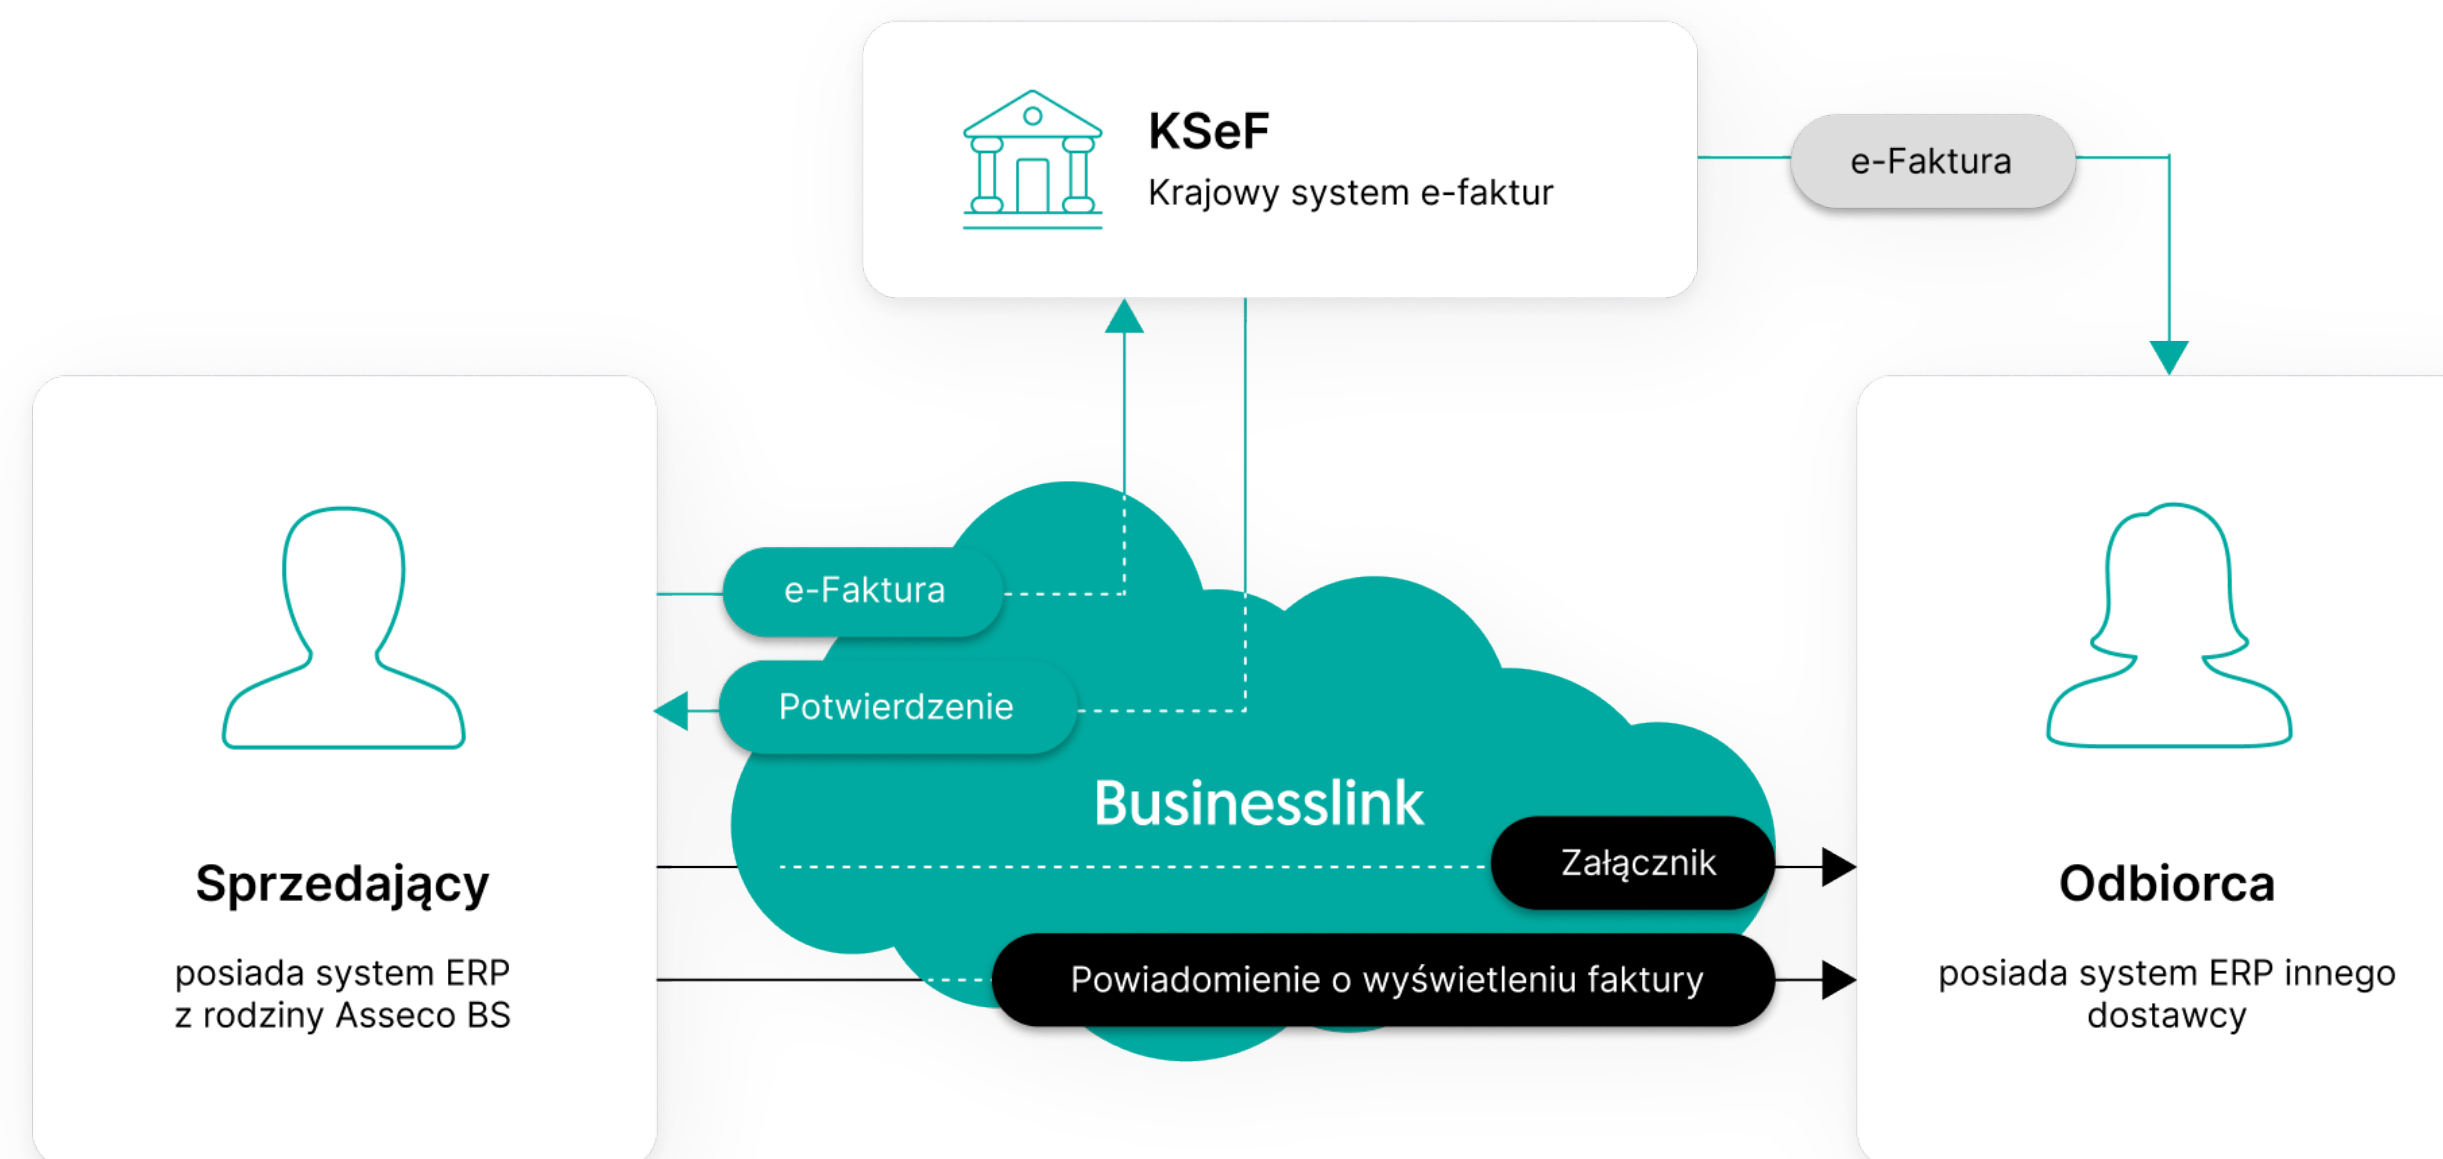 KSeF
Krajowy system e-faktur
e-Faktura
e-Faktura
Potwierdzenie
Businesslink
Załącznik
Powiadomienie o wyświetleniu faktury
Sprzedający
posiada system ERP
z rodziny Asseco BS
Odbiorca
posiada system ERP innego
dostawcy